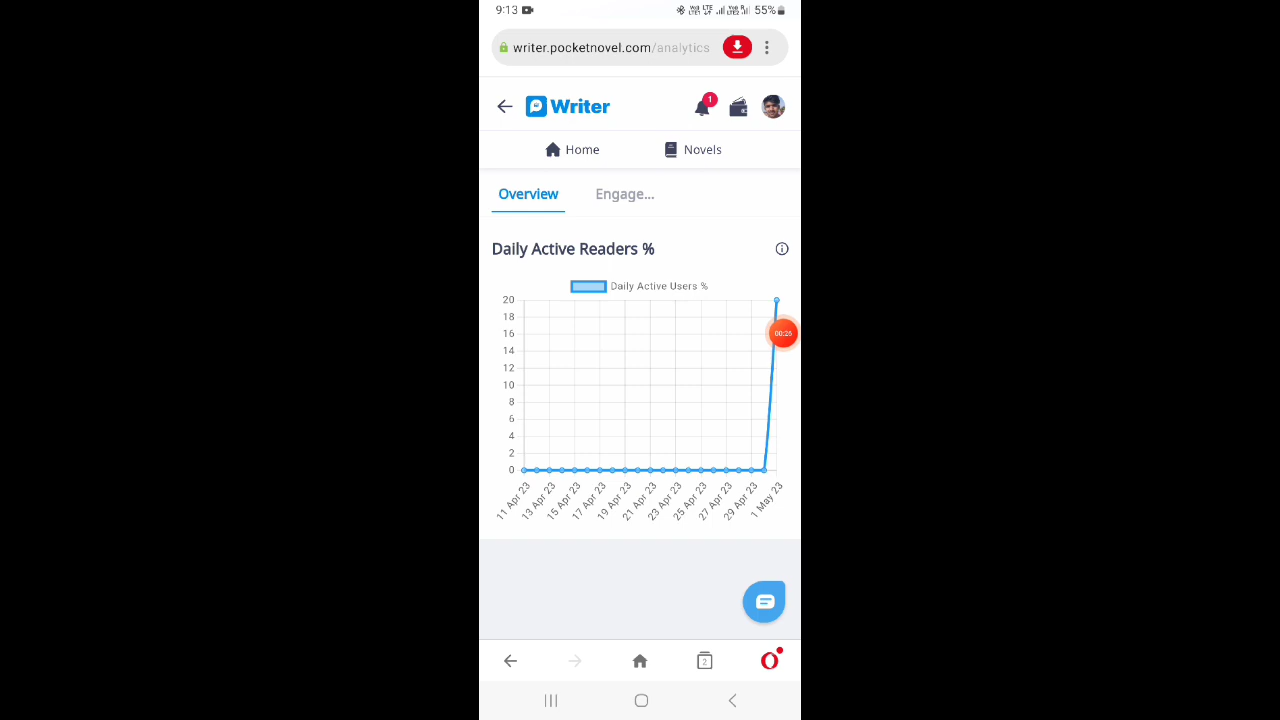 9:13 55%
writer.pocketnovel.com/analytics
Writer 1
Home Novels
Overview Engage...
Daily Active Readers %
Daily Active Users %
20
18
16
00:26
14
12
10
8
6
4
2
0
11 Apr 23 13 Apr 23 15 Apr 23 17 Apr 23 19 Apr 23 21 Apr 23 23 Apr 23 25 Apr 23 27 Apr 23 29 Apr 23 1 May 23
2